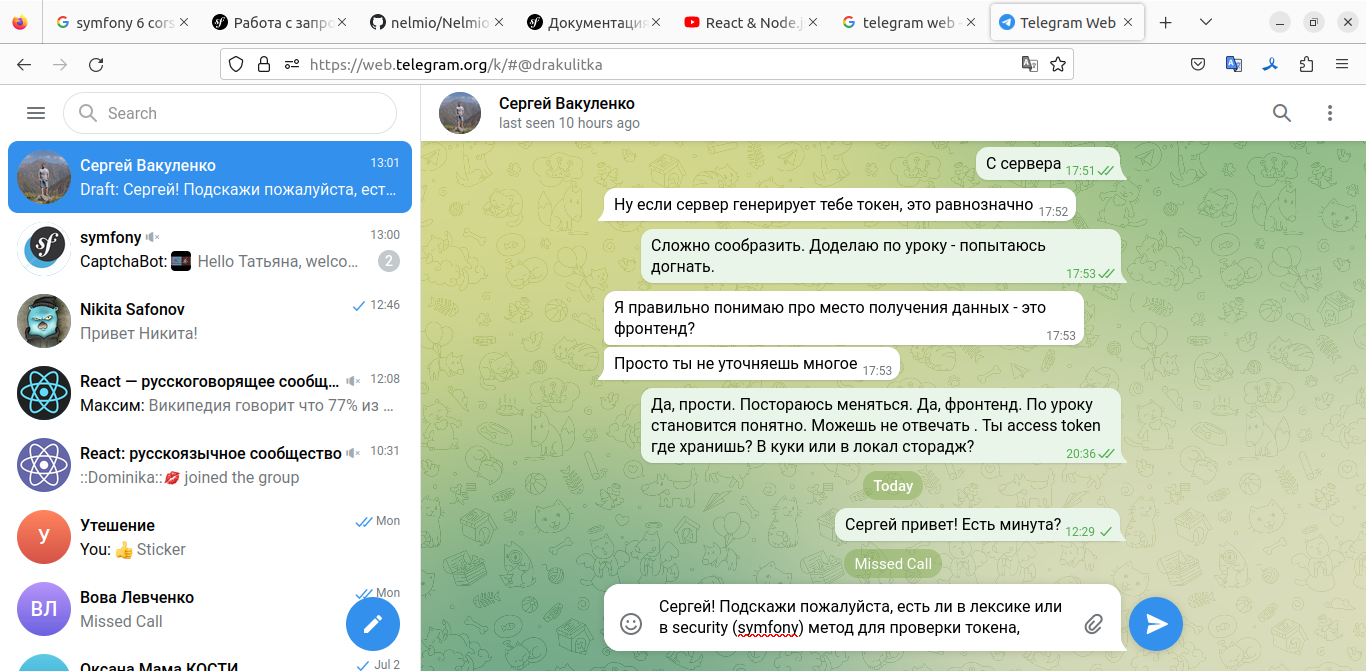 symfony 6 cors
Работа с запро
nelmio/Nelmio
Документация
React & Node.j
telegram web -
Telegram Web
https://web.telegram.org/k/#@drakulitka
Search
Сергей Вакуленко
13:01
Draft: Сергей! Подскажи пожалуйста, ест...
symfony
13:00
CaptchaBot: Hello Татьяна, welco...
2
Nikita Safonov
12:46
Привет Никита!
React — русскоговорящее сообщ...
12:08
Максим: Википедия говорит что 77% из ...
React: русскоязычное сообщество
10:31
::Dominika::💋 joined the group
У
Утешение
Mon
You: 👍 Sticker
ВЛ
Вова Левченко
Mon
Missed Call
Оксана Мама КОСТИ
Jul 2
Сергей Вакуленко
last seen 10 hours ago
С сервера
17:51
Ну если сервер генерирует тебе токен, это равнозначно
17:52
Сложно сообразить. Доделаю по уроку - попытаюсь
догнать.
17:53
Я правильно понимаю про место получения данных - это
фронтенд?
17:53
Просто ты не уточняешь многое
17:53
Да, прости. Постораюсь меняться. Да, фронтенд. По уроку
становится понятно. Можешь не отвечать . Ты access token
где хранишь? В куки или в локал сторадж?
20:36
Today
Сергей привет! Есть минута?
12:29
Missed Call
Сергей! Подскажи пожалуйста, есть ли в лексике или
в security (symfony) метод для проверки токена,